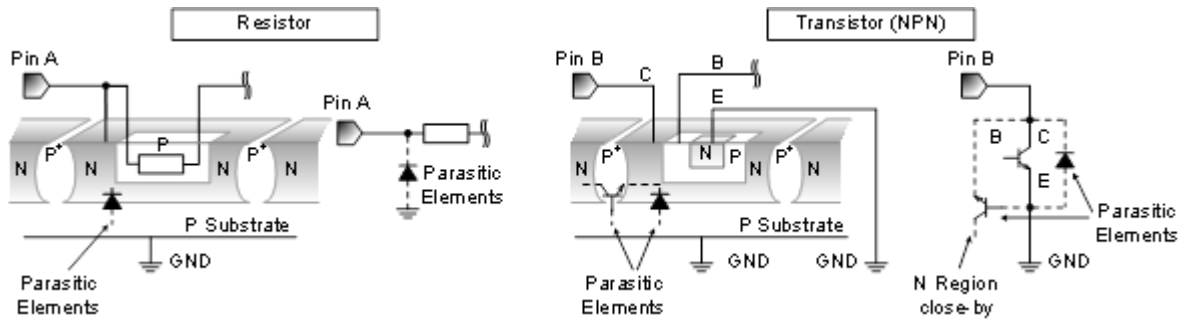 Resistor
Transistor (NPN)
Pin A
Pin B
Pin B
B
C
E
Pin A
B
C
P
N
P⁺
N
P⁺
N
N
P⁺
N
P
N
P⁺
N
E
Parasitic
Elements
Parasitic
Elements
P Substrate
P Substrate
GND
GND
GND
GND
Parasitic
Elements
Parasitic
Elements
N Region
close-by